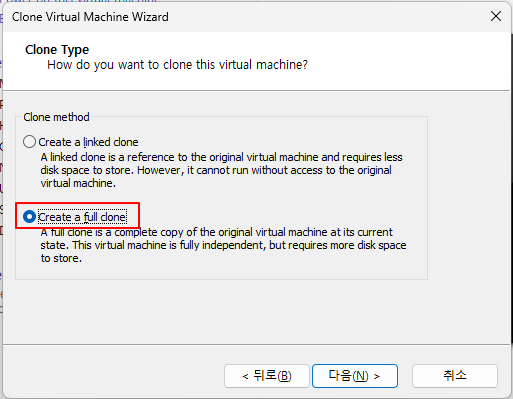 Clone Virtual Machine Wizard
Clone Type
How do you want to clone this virtual machine?
Clone method
Create a linked clone
A linked clone is a reference to the original virtual machine and requires less
disk space to store. However, it cannot run without access to the original
virtual machine.
Create a full clone
A full clone is a complete copy of the original virtual machine at its current
state. This virtual machine is fully independent, but requires more disk space
to store.
< 뒤로(B)
다음(N) >
취소